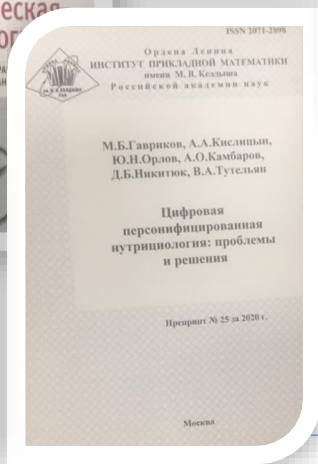 еская
ISSN 2071-2898
Ордена Ленина
ИНСТИТУТ ПРИКЛАДНОЙ МАТЕМАТИКИ
имени М. В. Келдыша
Российской академии наук
М.Б.Гавриков, А.А.Кислицын,
Ю.Н.Орлов, А.О.Камбаров,
Д.Б.Никитюк, В.А.Тутельян
Цифровая
персонифицированная
нутрициология: проблемы
и решения
Препринт № 25 за 2020 г.
Москва